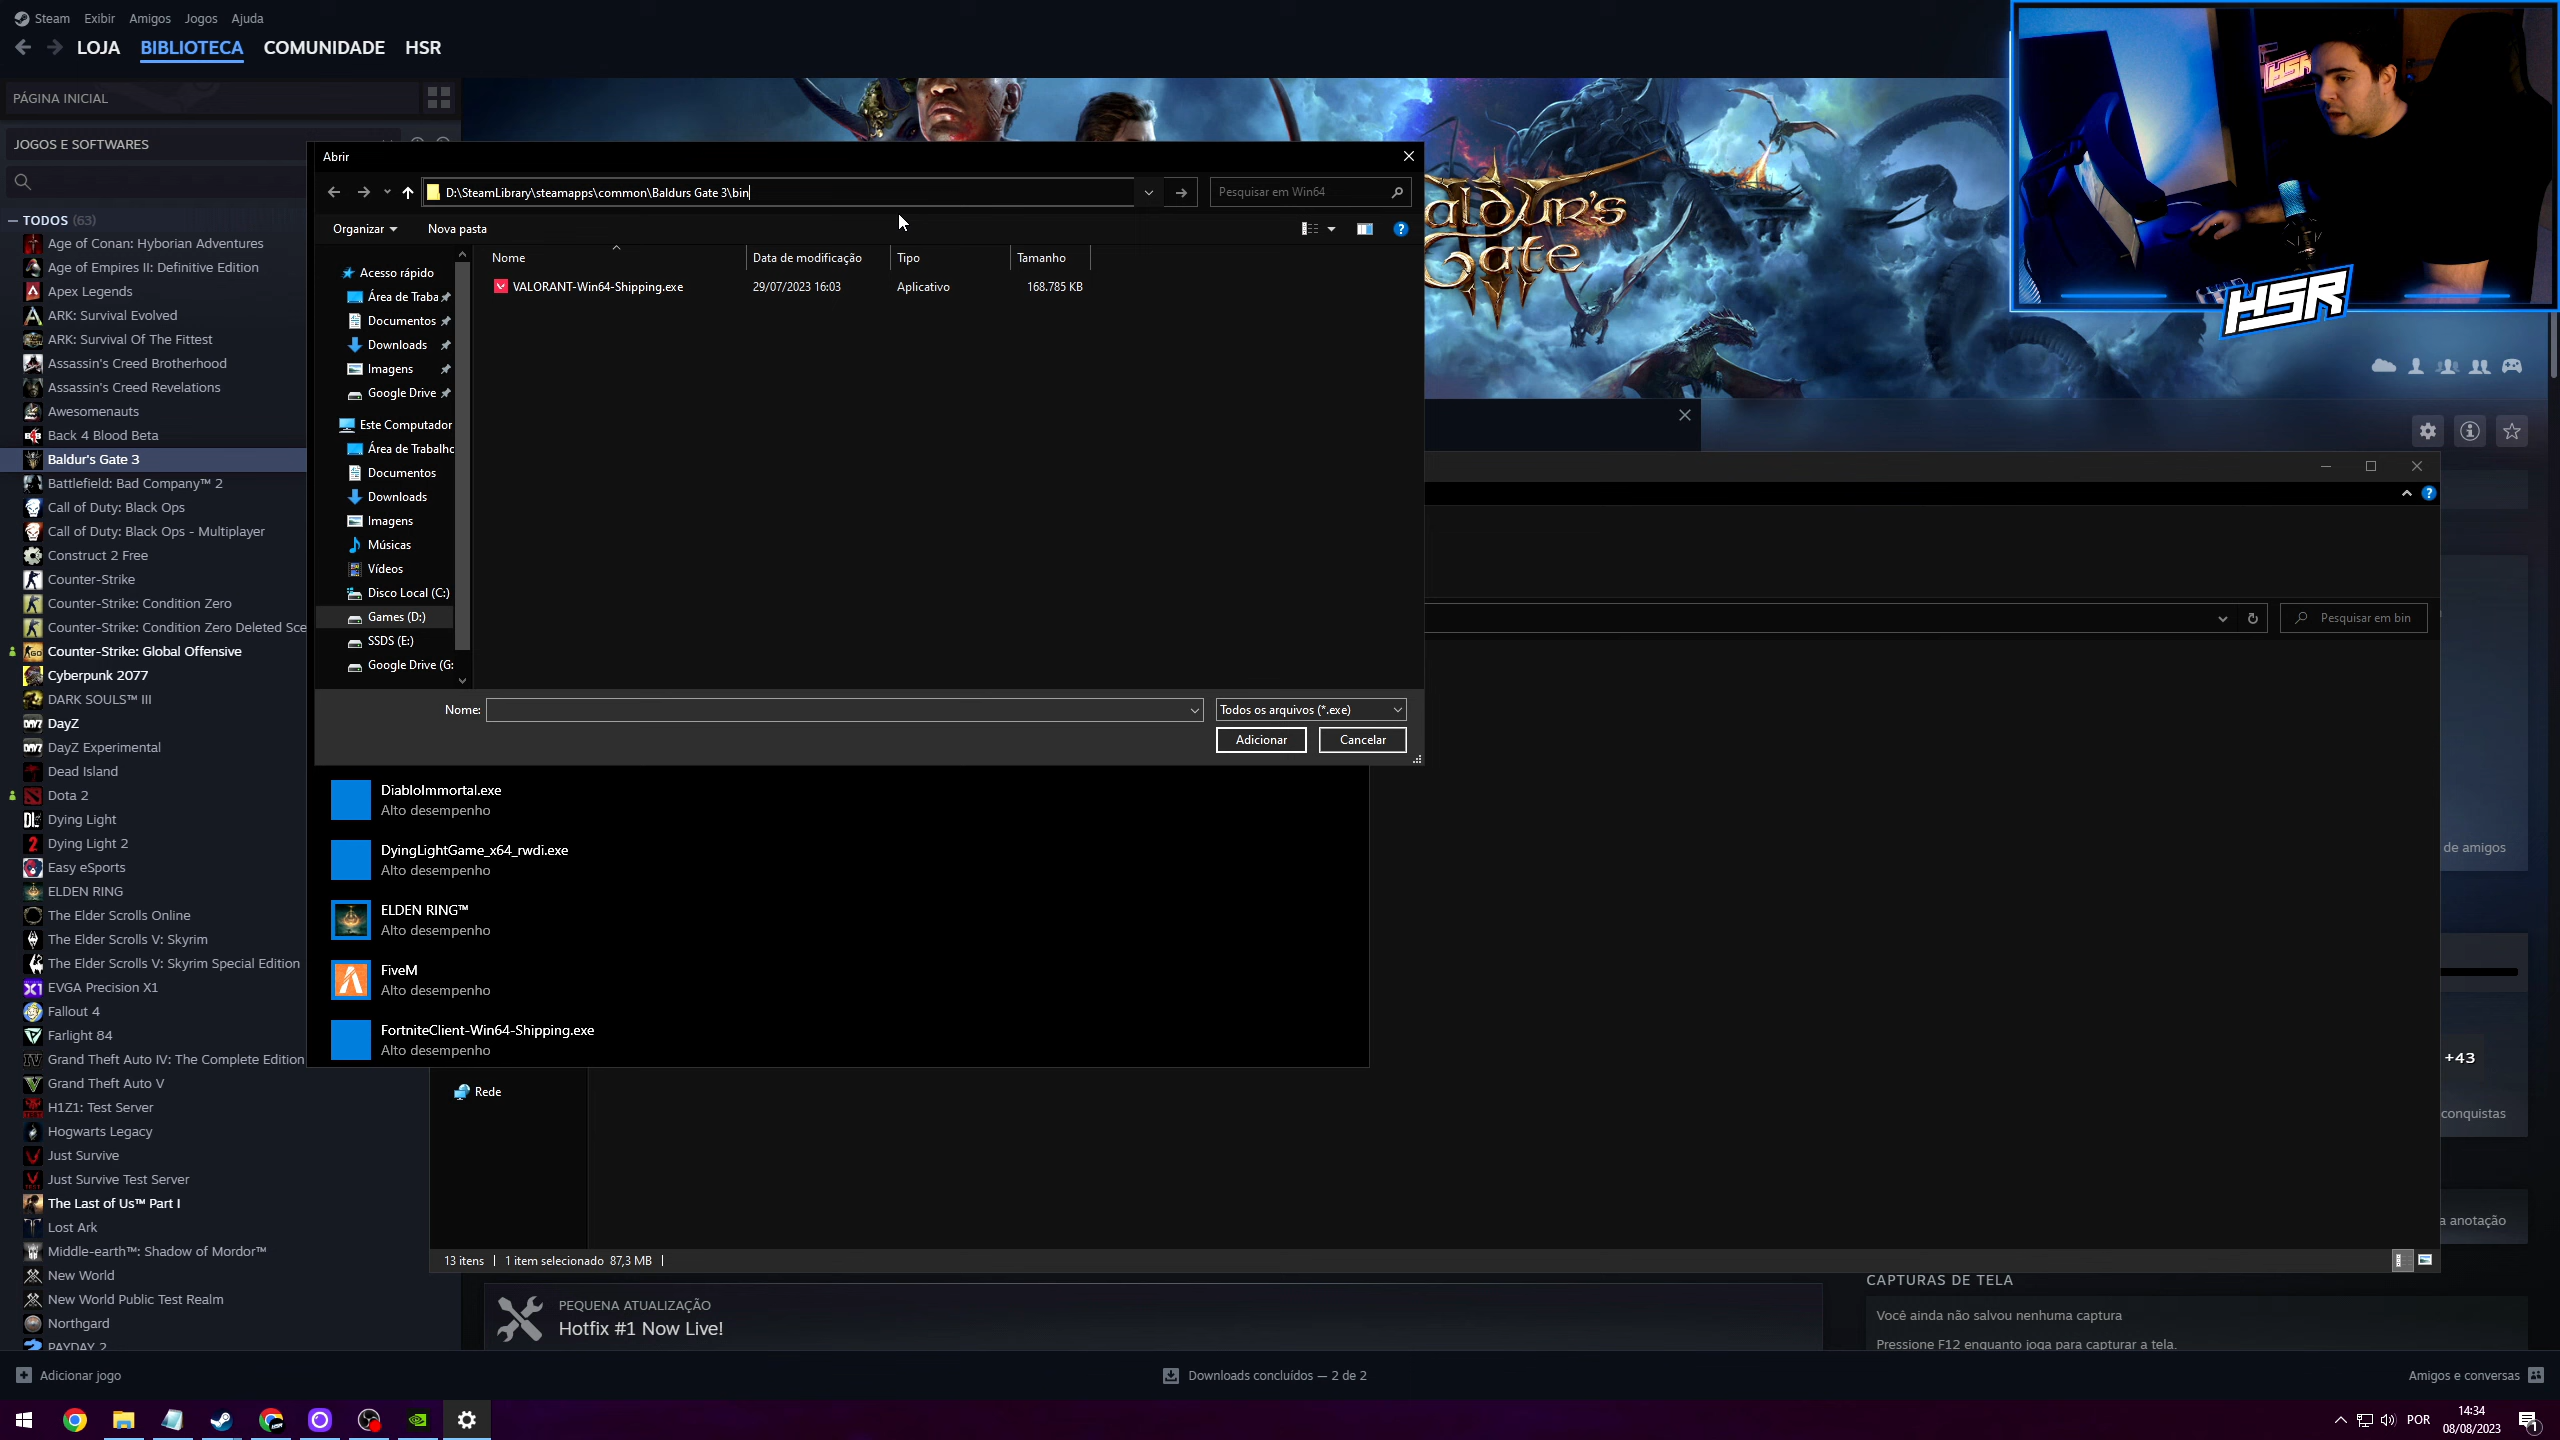 Steam Exibir Amigos Jogos Ajuda
LOJA BIBLIOTECA COMUNIDADE HSR
PÁGINA INICIAL
JOGOS E SOFTWARES
TODOS (63)
Age of Conan: Hyborian Adventures
Age of Empires II: Definitive Edition
Apex Legends
ARK: Survival Evolved
ARK: Survival Of The Fittest
Assassin's Creed Brotherhood
Assassin's Creed Revelations
Awesomenauts
Back 4 Blood Beta
Baldur's Gate 3
Battlefield: Bad Company™ 2
Call of Duty: Black Ops
Call of Duty: Black Ops - Multiplayer
Construct 2 Free
Counter-Strike
Counter-Strike: Condition Zero
Counter-Strike: Condition Zero Deleted Sce
Counter-Strike: Global Offensive
Cyberpunk 2077
DARK SOULS™ III
DayZ
DayZ Experimental
Dead Island
Dota 2
Dying Light
Dying Light 2
Easy eSports
ELDEN RING
The Elder Scrolls Online
The Elder Scrolls V: Skyrim
The Elder Scrolls V: Skyrim Special Edition
EVGA Precision X1
Fallout 4
Farlight 84
Grand Theft Auto IV: The Complete Edition
Grand Theft Auto V
H1Z1: Test Server
Hogwarts Legacy
Just Survive
Just Survive Test Server
The Last of Us™ Part I
Lost Ark
Middle-earth™: Shadow of Mordor™
New World
New World Public Test Realm
Northgard
PAYDAY 2
Adicionar jogo
Abrir
D:\SteamLibrary\steamapps\common\Baldurs Gate 3\bin
Pesquisar em Win64
Organizar
Nova pasta
Nome Data de modificação Tipo Tamanho
VALORANT-Win64-Shipping.exe 29/07/2023 16:03 Aplicativo 168.785 KB
Acesso rápido
Área de Traba
Documentos
Downloads
Imagens
Google Drive
Este Computador
Área de Trabalho
Documentos
Downloads
Imagens
Músicas
Vídeos
Disco Local (C:)
Games (D:)
SSDS (E:)
Google Drive (G:
Nome:
Todos os arquivos (*.exe)
Adicionar
Cancelar
DiabloImmortal.exe
Alto desempenho
DyingLightGame_x64_rwdi.exe
Alto desempenho
ELDEN RING™
Alto desempenho
FiveM
Alto desempenho
FortniteClient-Win64-Shipping.exe
Alto desempenho
Rede
13 itens
1 item selecionado 87,3 MB
Pesquisar em bin
aldur's
Gate
HSR
HSR
de amigos
+43
conquistas
a anotação
PEQUENA ATUALIZAÇÃO
Hotfix #1 Now Live!
CAPTURAS DE TELA
Você ainda não salvou nenhuma captura
Pressione F12 enquanto joga para capturar a tela.
Downloads concluídos — 2 de 2
Amigos e conversas
POR
14:34
08/08/2023
1